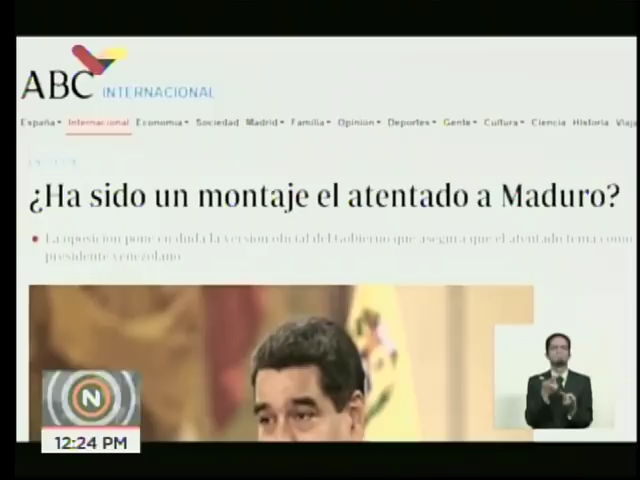 ABC INTERNACIONAL
España Internacional Economía Sociedad Madrid Familia Opinión Deportes Gente Cultura Ciencia Historia Viaj
¿Ha sido un montaje el atentado a Maduro?
La oposición pone en duda la versión oficial del Gobierno que asegura que el atentado tenía como
presidente venezolano
N
12:24 PM